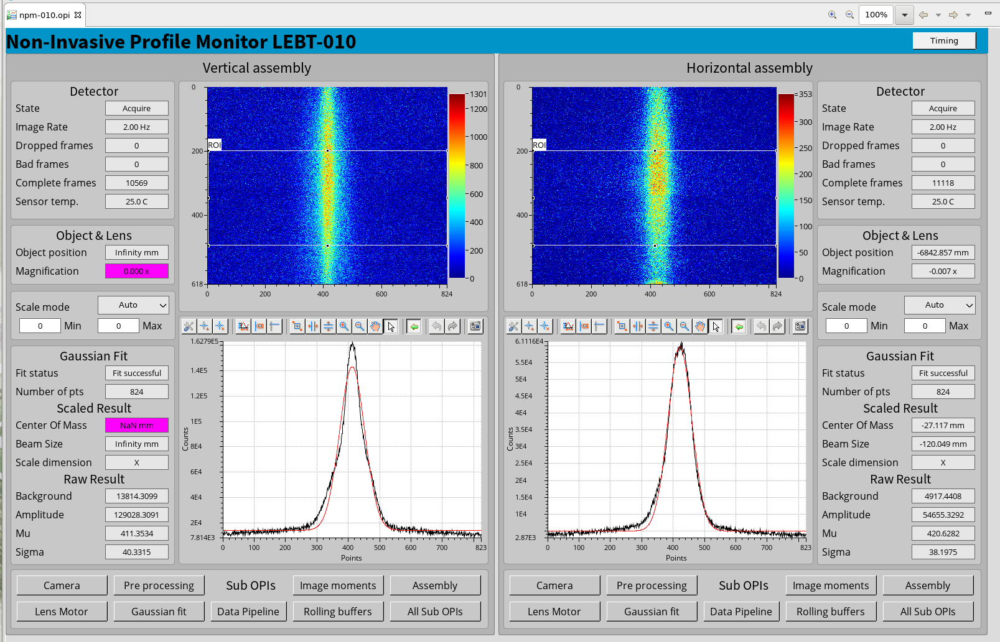 npm-010.opi
100%
Non-Invasive Profile Monitor LEBT-010
Timing
Vertical assembly
Detector
State Acquire
Image Rate 2.00 Hz
Dropped frames 0
Bad frames 0
Complete frames 10569
Sensor temp. 25.0 C
Object & Lens
Object position Infinity mm
Magnification 0.000 x
Scale mode Auto
0 Min 0 Max
Gaussian Fit
Fit status Fit successful
Number of pts 824
Scaled Result
Center Of Mass NaN mm
Beam Size Infinity mm
Scale dimension X
Raw Result
Background 13814.3099
Amplitude 129028.3091
Mu 411.3534
Sigma 40.3315
0
200
400
618
ROI
0 200 400 600 824
1301
1200
1000
800
600
400
200
0
1.6279E5
1.4E5
1.2E5
1E5
8E4
6E4
4E4
2E4
7.814E3
Counts
0 100 200 300 400 500 600 700 823
Points
Camera Pre processing Sub OPIs Image moments Assembly
Lens Motor Gaussian fit Data Pipeline Rolling buffers All Sub OPIs
Horizontal assembly
0
200
400
618
ROI
0 200 400 600 824
353
300
250
200
150
100
50
0
6.1116E4
5.5E4
5E4
4.5E4
4E4
3.5E4
3E4
2.5E4
2E4
1.5E4
1E4
2.87E3
Counts
0 100 200 300 400 500 600 700 823
Points
Detector
State Acquire
Image Rate 2.00 Hz
Dropped frames 0
Bad frames 0
Complete frames 11118
Sensor temp. 25.0 C
Object & Lens
Object position -6842.857 mm
Magnification -0.007 x
Scale mode Auto
0 Min 0 Max
Gaussian Fit
Fit status Fit successful
Number of pts 824
Scaled Result
Center Of Mass -27.117 mm
Beam Size -120.049 mm
Scale dimension X
Raw Result
Background 4917.4408
Amplitude 54655.3292
Mu 420.6282
Sigma 38.1975
Camera Pre processing Sub OPIs Image moments Assembly
Lens Motor Gaussian fit Data Pipeline Rolling buffers All Sub OPIs